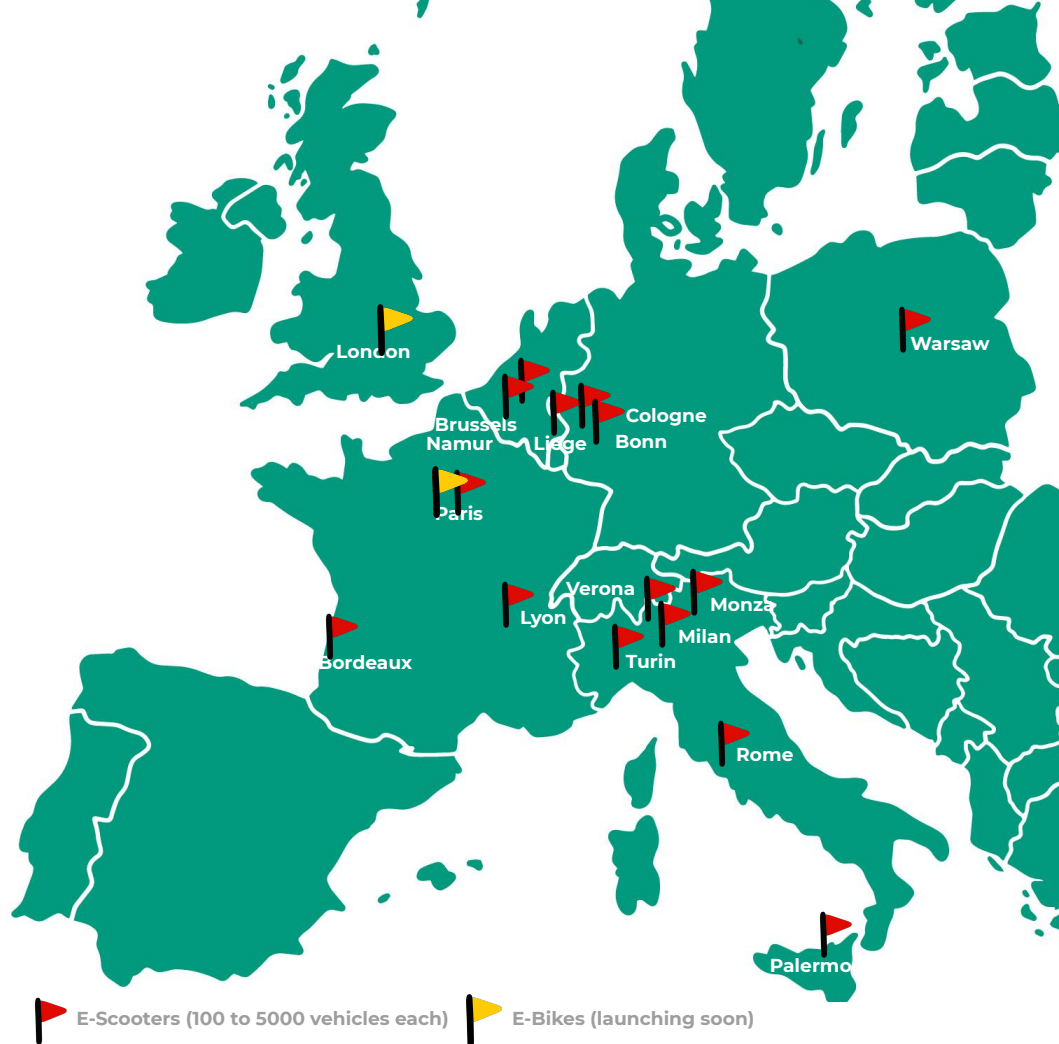 London
Warsaw
Brussels
Cologne
Namur
Liege
Bonn
Paris
Verona
Monza
Lyon
Milan
Bordeaux
Turin
Rome
Palermo
E-Scooters (100 to 5000 vehicles each)
E-Bikes (launching soon)